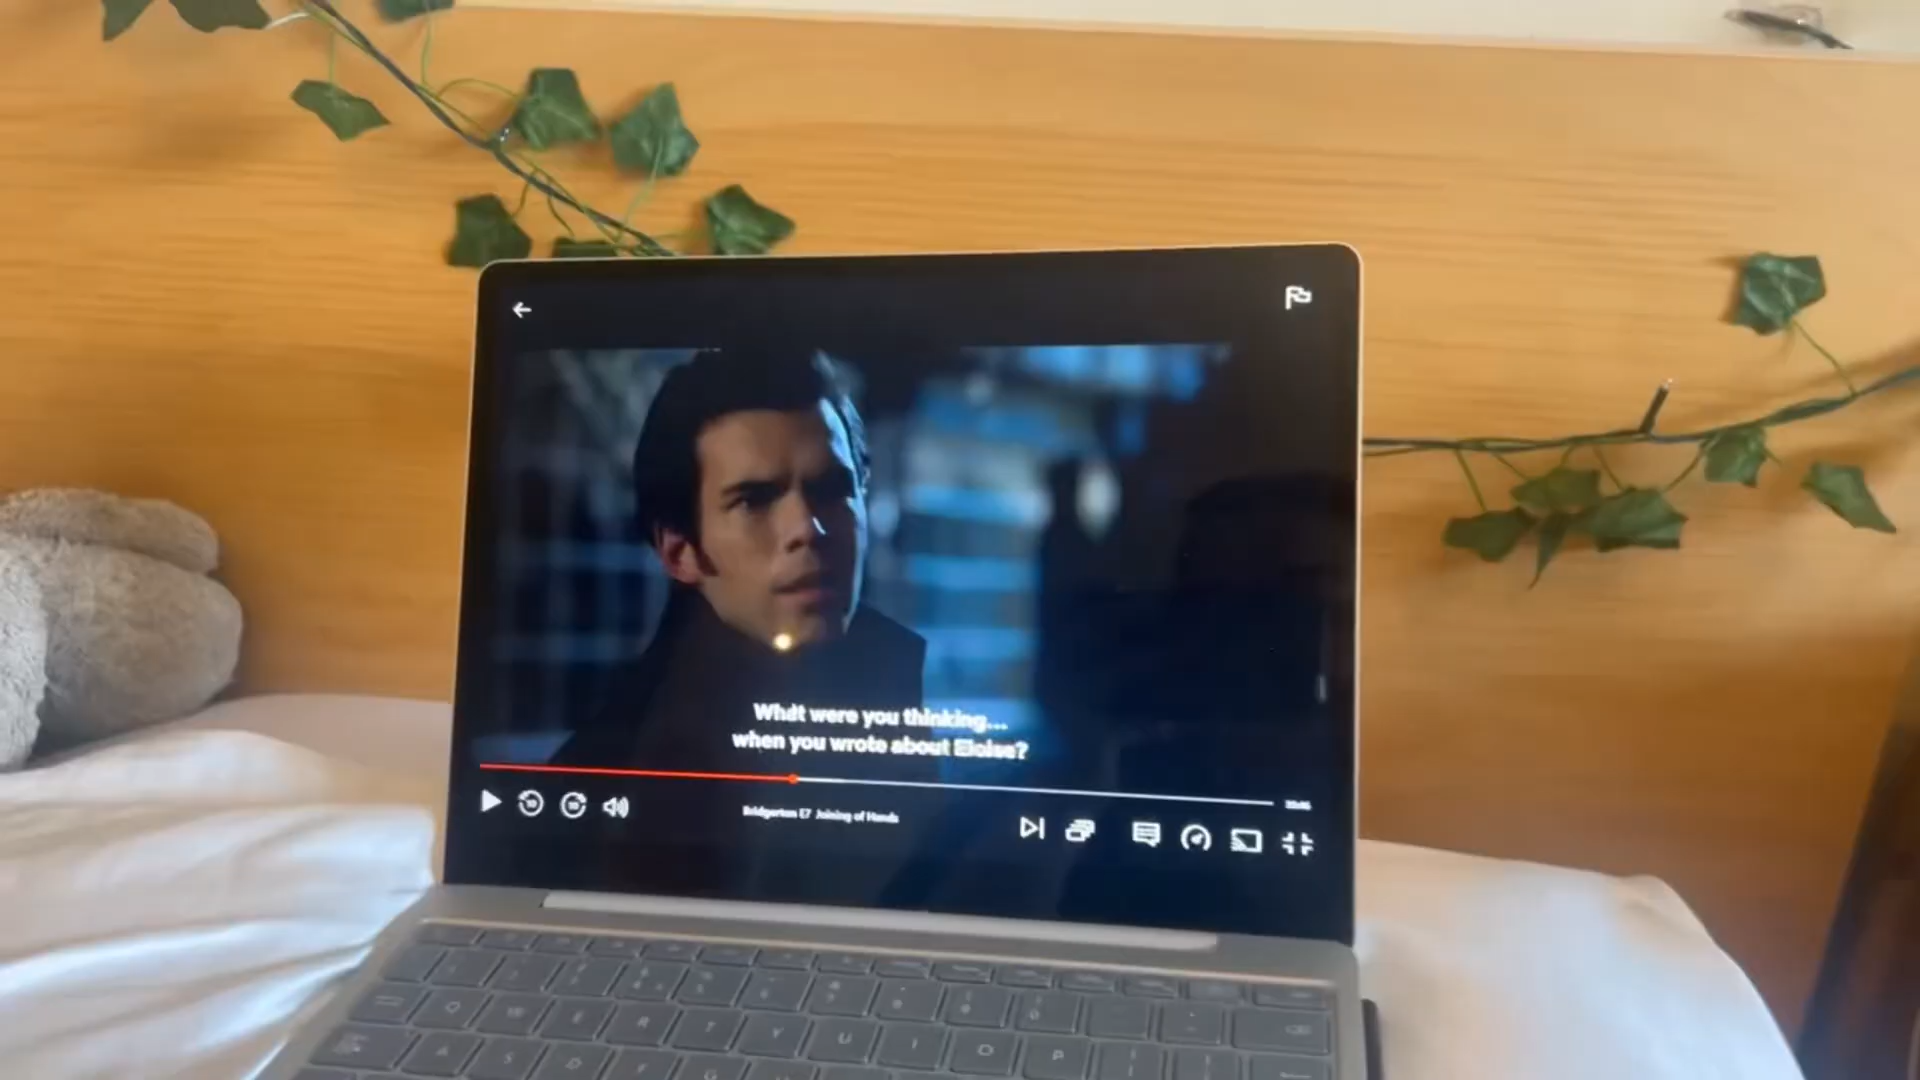 What were you thinking...
when you wrote about Eloise?
Bridgerton E7 Joining of Hands
Q W E R T Y U I O P
A S D F G